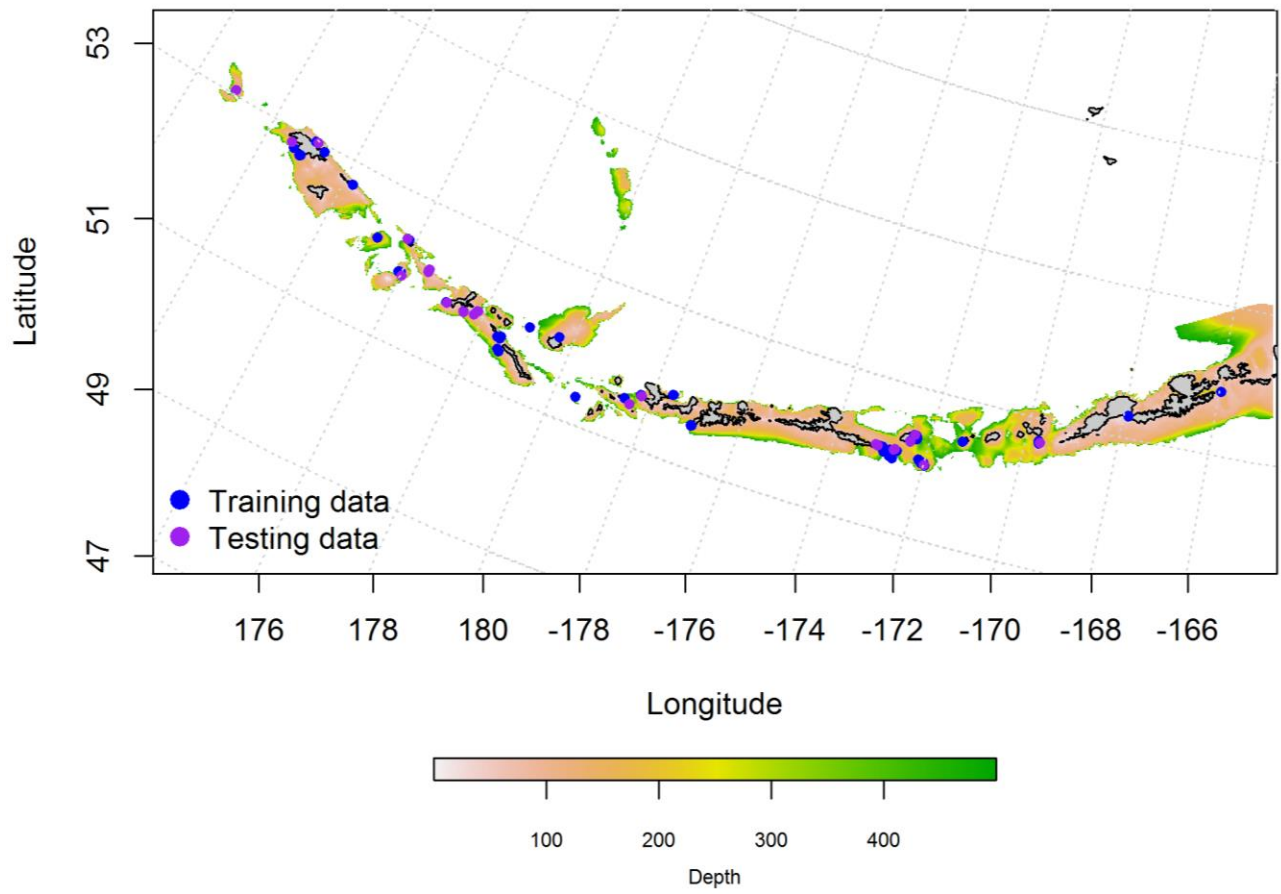 53
51
49
47
Latitude
Training data
Testing data
176 178 180 -178 -176 -174 -172 -170 -168 -166
Longitude
100 200 300 400
Depth